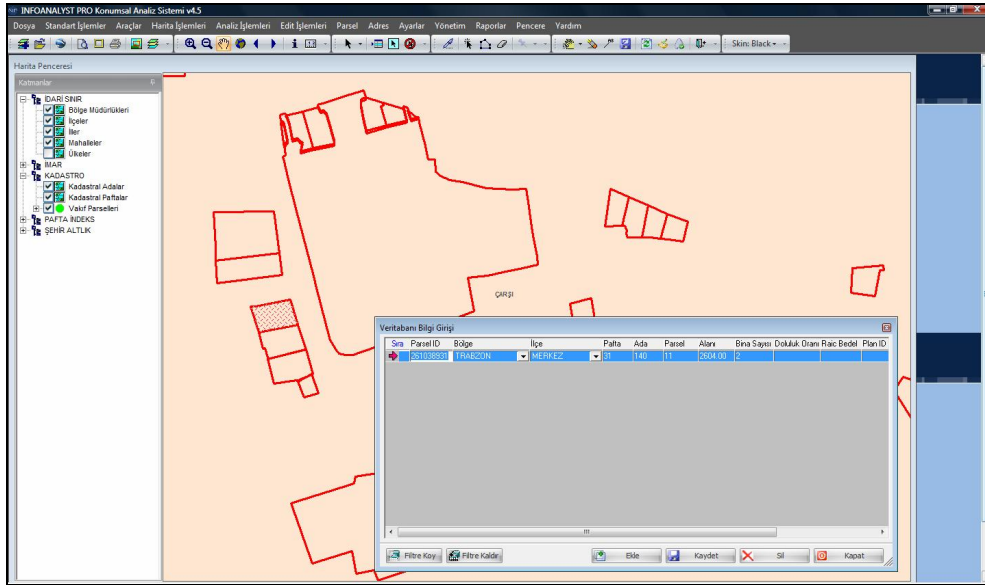 INFOANALYST PRO Konumsal Analiz Sistemi v4.5
Dosya Standart İşlemler Araçlar Harita İşlemleri Analiz İşlemleri Edit İşlemleri Parsel Adres Ayarlar Yönetim Raporlar Pencere Yardım
Skin: Black
Harita Penceresi
Katmanlar
İDARİ SINIR
Bölge Müdürlükleri
İlçeler
İller
Mahalleler
Ülkeler
IMAR
KADASTRO
Kadastral Adalar
Kadastral Paftalar
Vakıf Parselleri
PAFTA İNDEKS
ŞEHİR ALTLIK
ÇARŞI
Veritabanı Bilgi Girişi
Sıra Parsel ID Bölge İlçe Pafta Ada Parsel Alanı Bina Sayısı Doluluk Oranı Raic Bedel Plan ID
261038931 TRABZON MERKEZ 31 140 11 2604.00 2
Filtre Koy Filtre Kaldır Ekle Kaydet Sil Kapat